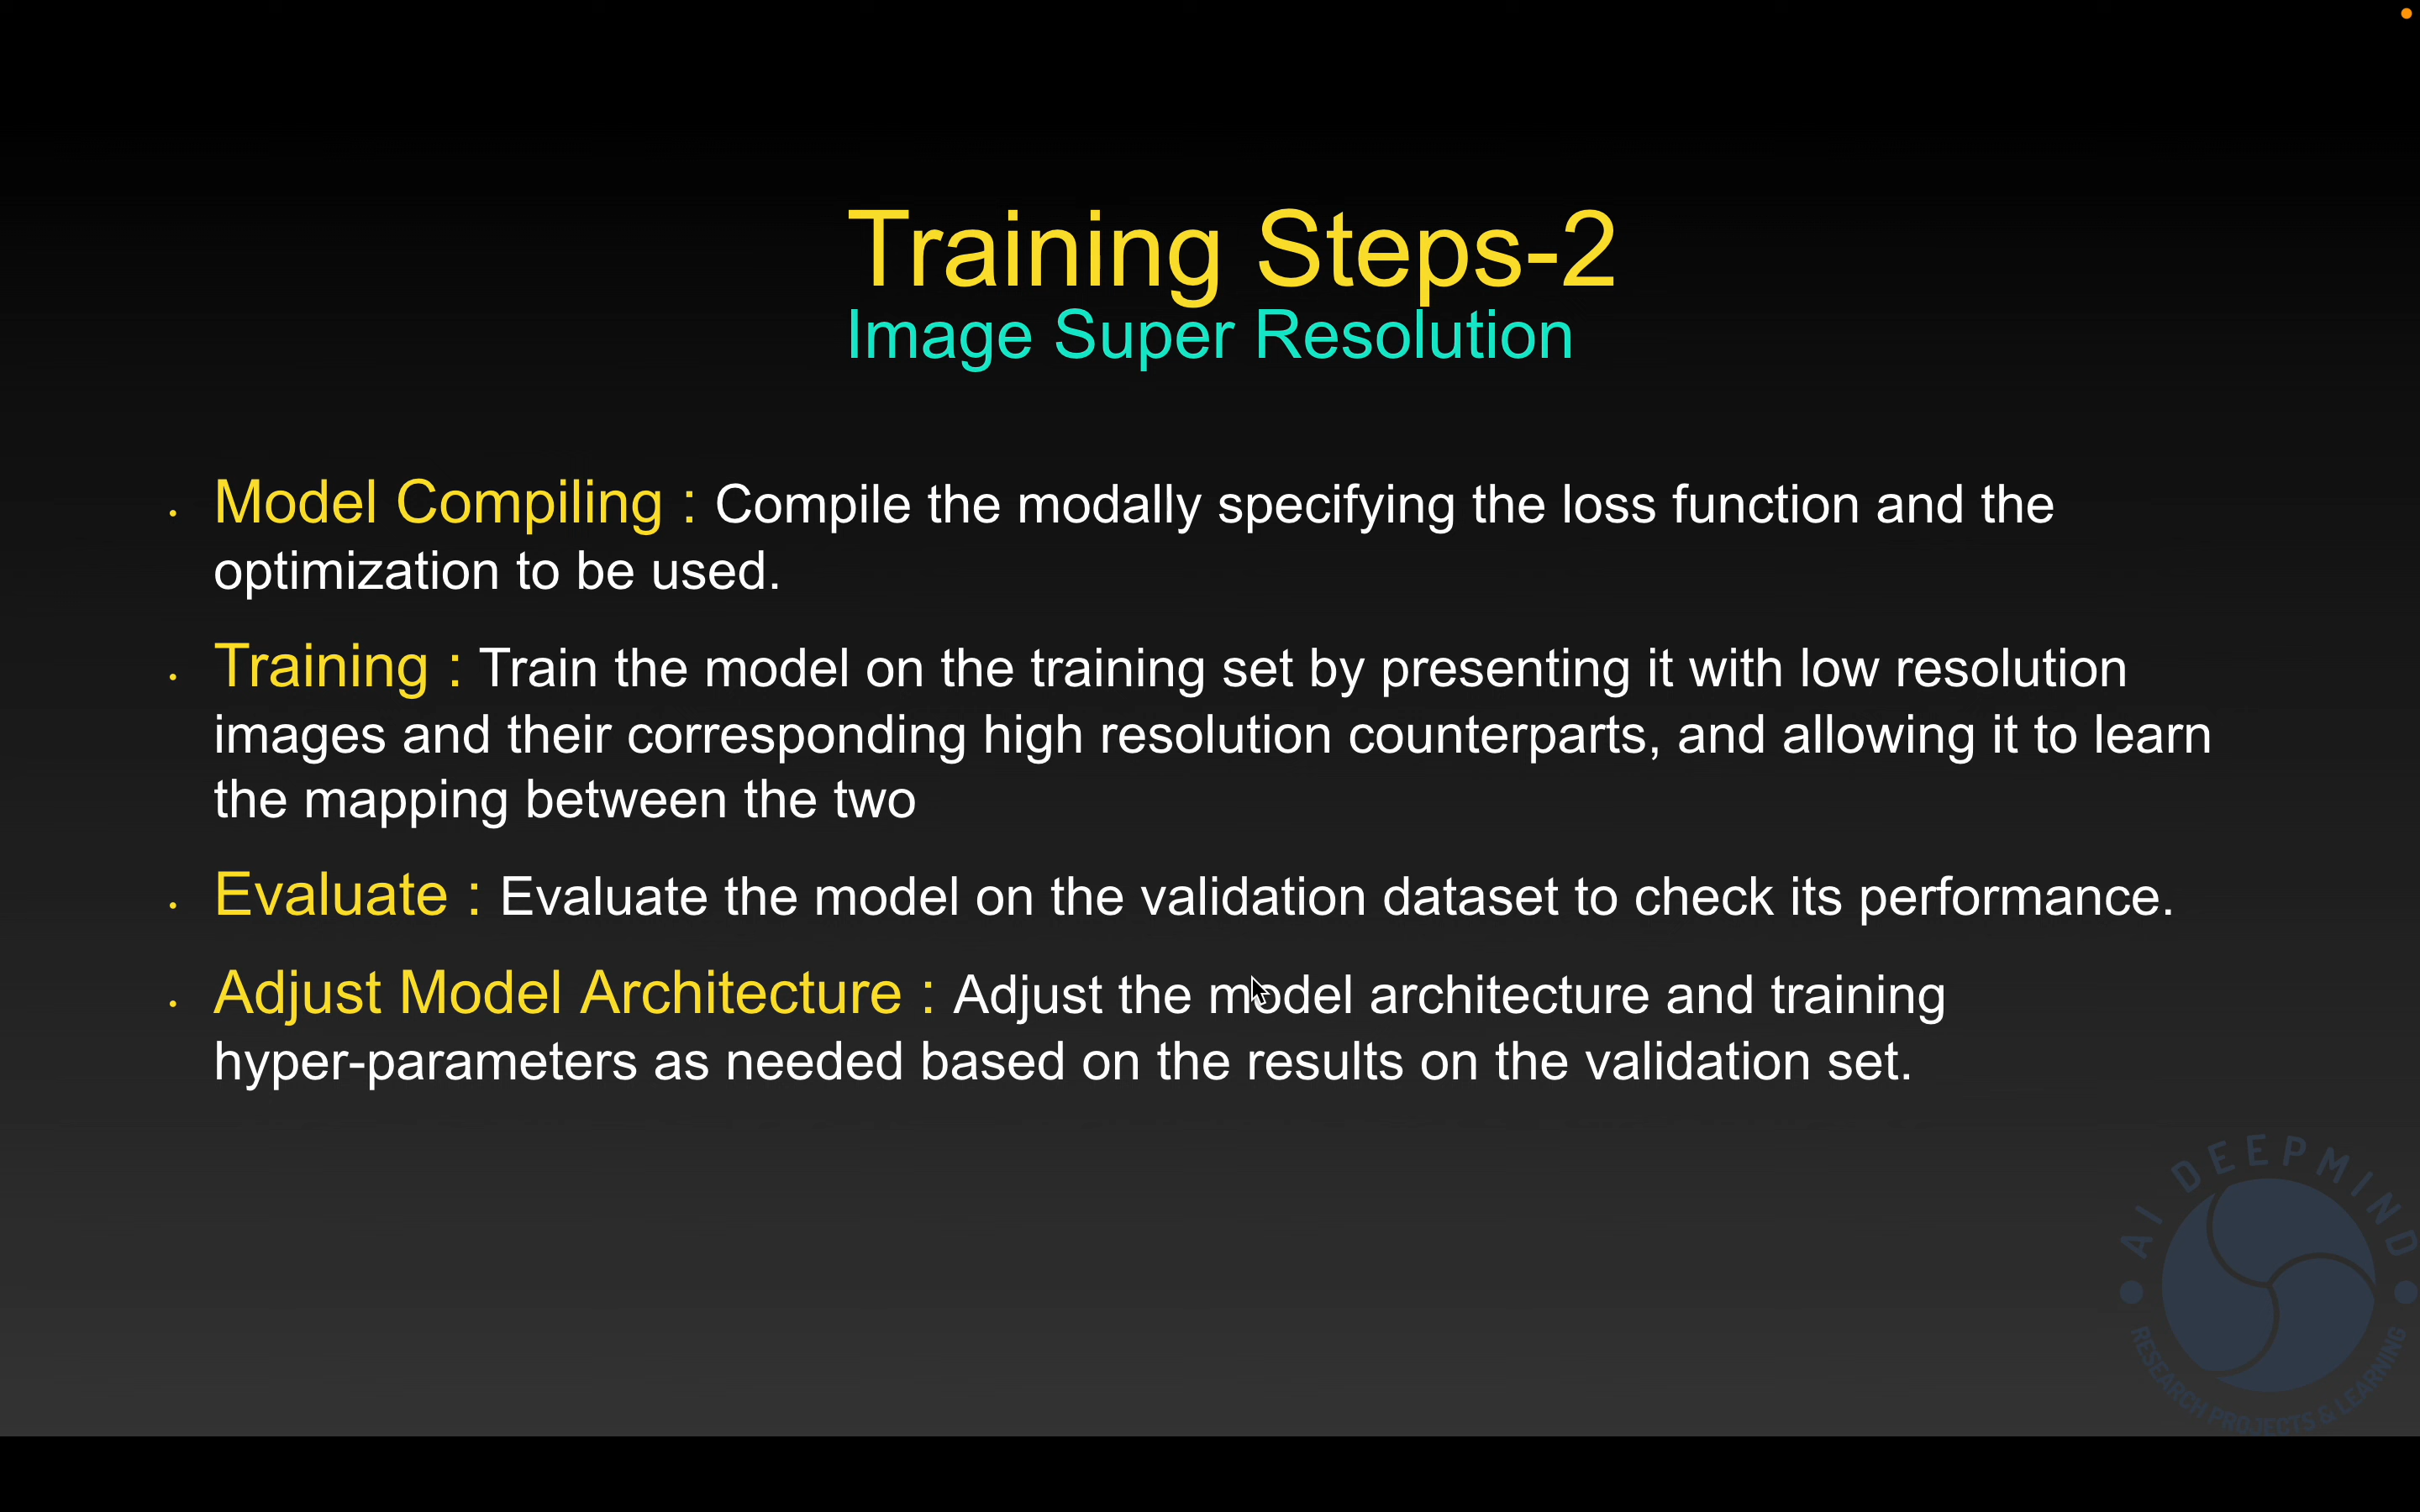 Training Steps-2
Image Super Resolution
• Model Compiling : Compile the modally specifying the loss function and the
optimization to be used.
• Training : Train the model on the training set by presenting it with low resolution
images and their corresponding high resolution counterparts, and allowing it to learn
the mapping between the two
• Evaluate : Evaluate the model on the validation dataset to check its performance.
• Adjust Model Architecture : Adjust the model architecture and training
hyper-parameters as needed based on the results on the validation set.
AI DEEPMIND
RESEARCH PROJECTS & LEARNING